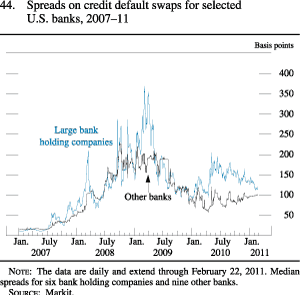 44. Spreads on credit default swaps for selected
U.S. banks, 2007–11
Basis points
400
350
Large bank
holding companies
300
250
200
150
Other banks
100
50
Jan. July Jan. July Jan. July Jan. July Jan.
2007 2008 2009 2010 2011
NOTE: The data are daily and extend through February 22, 2011. Median
spreads for six bank holding companies and nine other banks.
SOURCE: Markit.